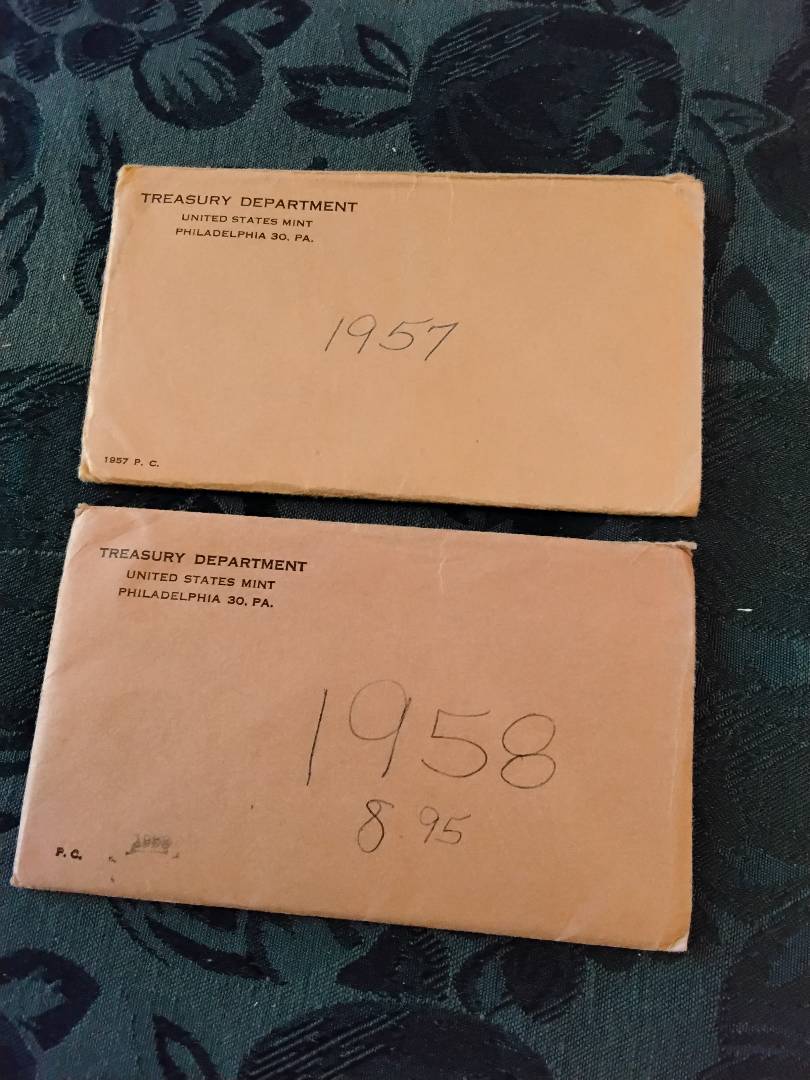 TREASURY DEPARTMENT
UNITED STATES MINT
PHILADELPHIA 30, PA.
1957
1957 P. C.
TREASURY DEPARTMENT
UNITED STATES MINT
PHILADELPHIA 30, PA.
1958
8.95
P. C.